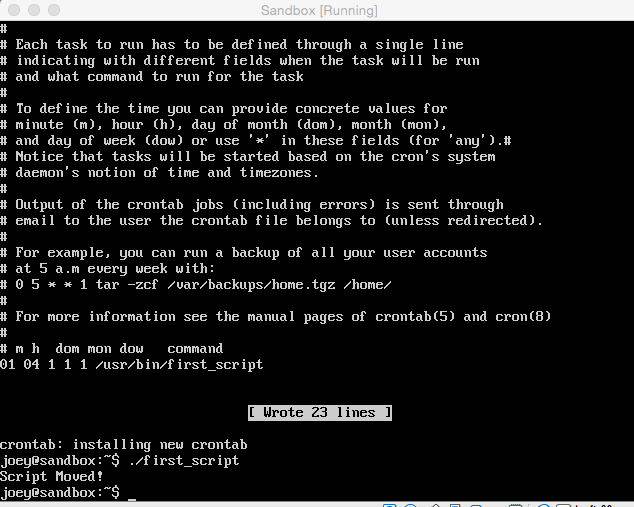 Sandbox [Running]
#
# Each task to run has to be defined through a single line
# indicating with different fields when the task will be run
# and what command to run for the task
#
# To define the time you can provide concrete values for
# minute (m), hour (h), day of month (dom), month (mon),
# and day of week (dow) or use '*' in these fields (for 'any').#
# Notice that tasks will be started based on the cron's system
# daemon's notion of time and timezones.
#
# Output of the crontab jobs (including errors) is sent through
# email to the user the crontab file belongs to (unless redirected).
#
# For example, you can run a backup of all your user accounts
# at 5 a.m every week with:
# 0 5 * * 1 tar -zcf /var/backups/home.tgz /home/
#
# For more information see the manual pages of crontab(5) and cron(8)
#
# m h  dom mon dow   command
01 04 1 1 1 /usr/bin/first_script
[ Wrote 23 lines ]
crontab: installing new crontab
joey@sandbox:~$ ./first_script
Script Moved!
joey@sandbox:~$ _